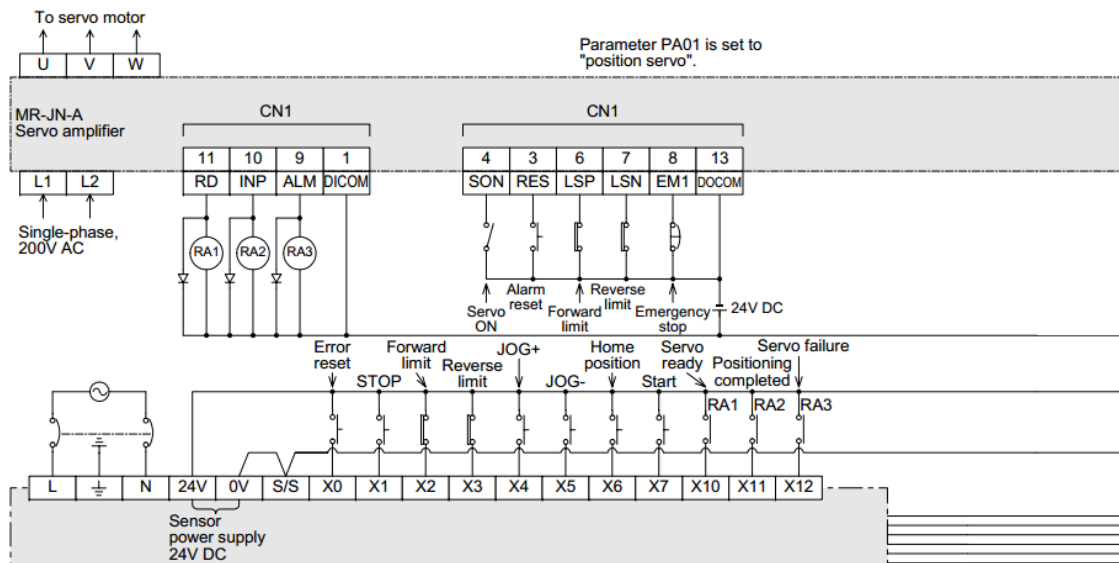 To servo motor
U V W
Parameter PA01 is set to
"position servo".
MR-JN-A
Servo amplifier
CN1
CN1
11 10 9 1
RD INP ALM DICOM
4 3 6 7 8 13
SON RES LSP LSN EM1 DOCOM
L1 L2
Single-phase,
200V AC
RA1 RA2 RA3
Servo
ON
Alarm
reset
Forward
limit
Reverse
limit
Emergency
stop
24V DC
Error
reset
STOP
Forward
limit
Reverse
limit
JOG+
JOG-
Home
position
Start
Servo
ready
Positioning
completed
Servo failure
RA1 RA2 RA3
L N 24V 0V S/S X0 X1 X2 X3 X4 X5 X6 X7 X10 X11 X12
Sensor
power supply
24V DC